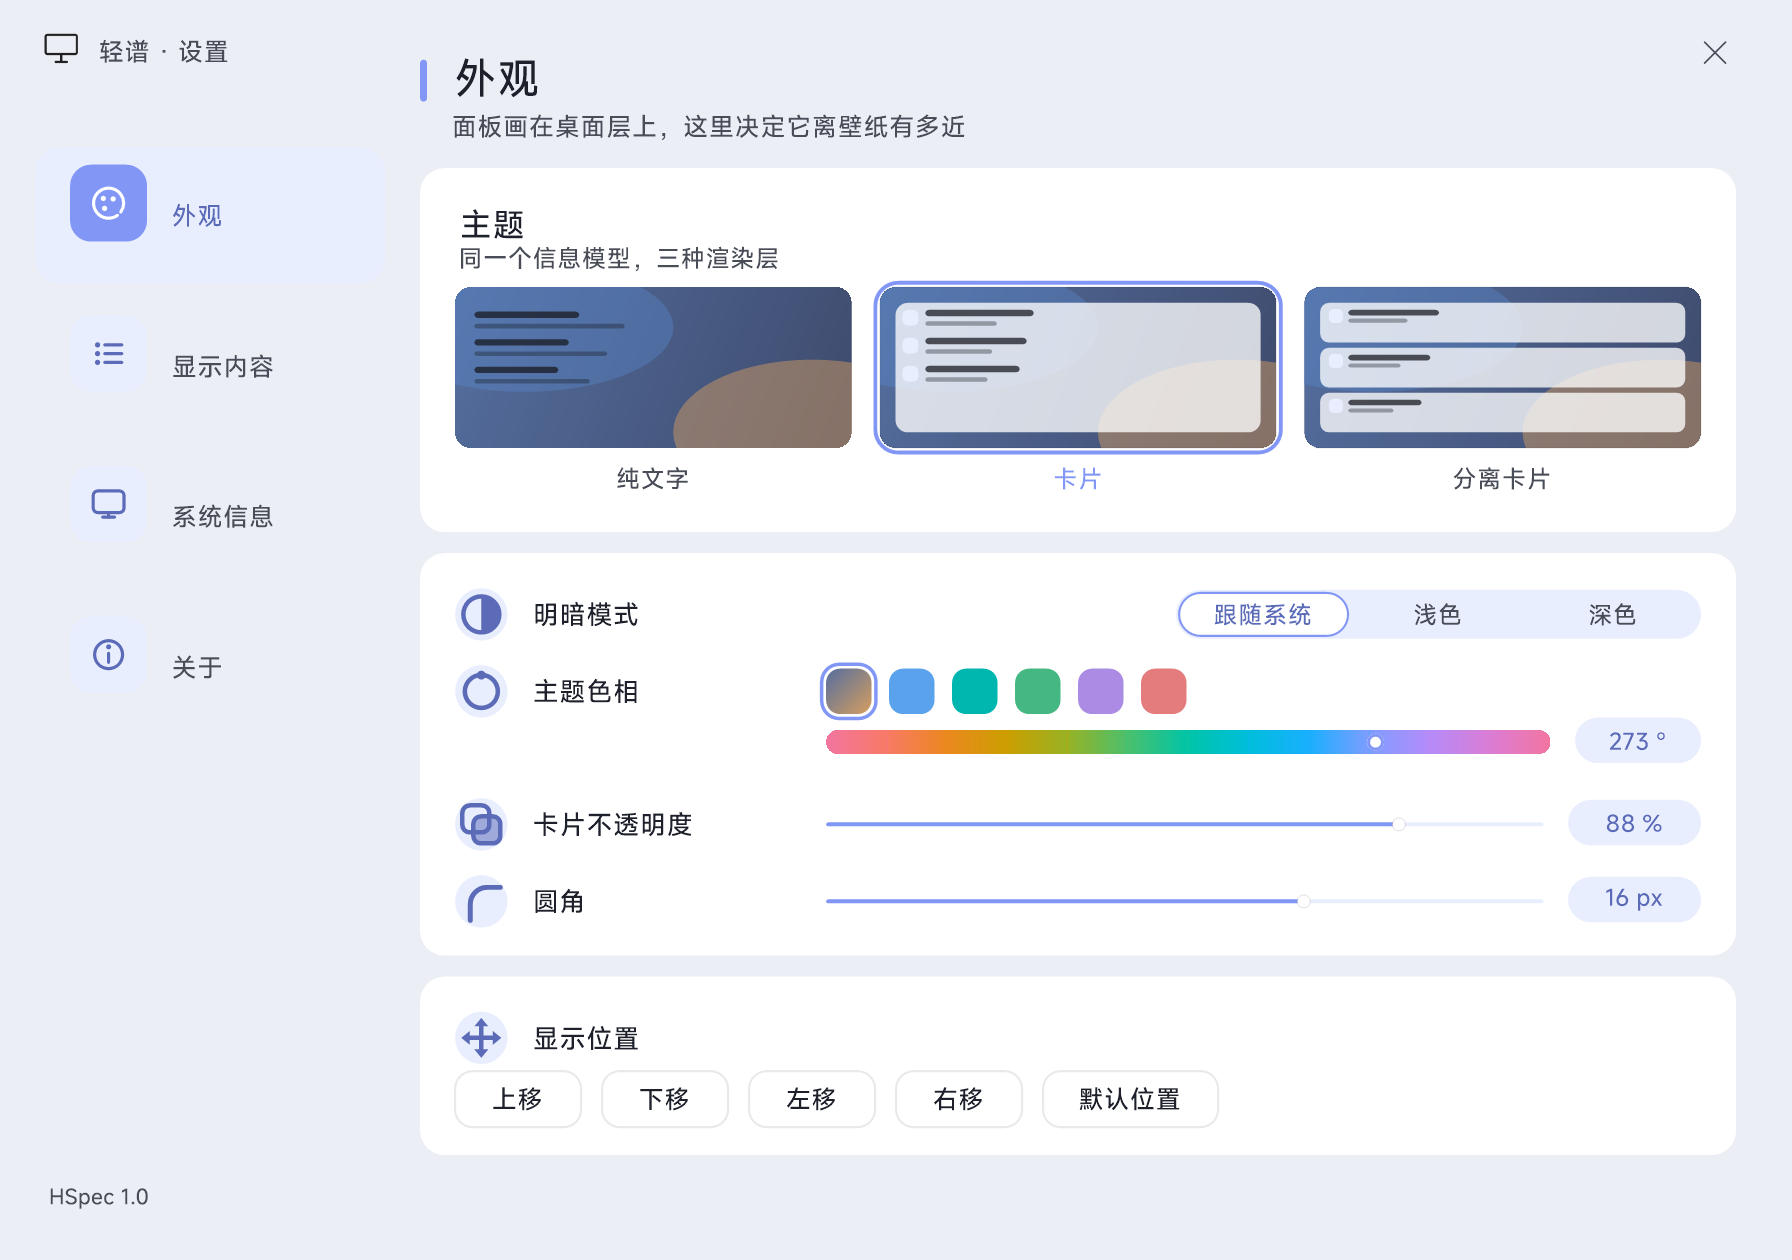 轻谱 · 设置
外观
显示内容
系统信息
关于
HSpec 1.0
外观
面板画在桌面层上，这里决定它离壁纸有多近
主题
同一个信息模型，三种渲染层
纯文字
卡片
分离卡片
明暗模式
跟随系统 浅色 深色
主题色相
273 °
卡片不透明度
88 %
圆角
16 px
显示位置
上移 下移 左移 右移 默认位置